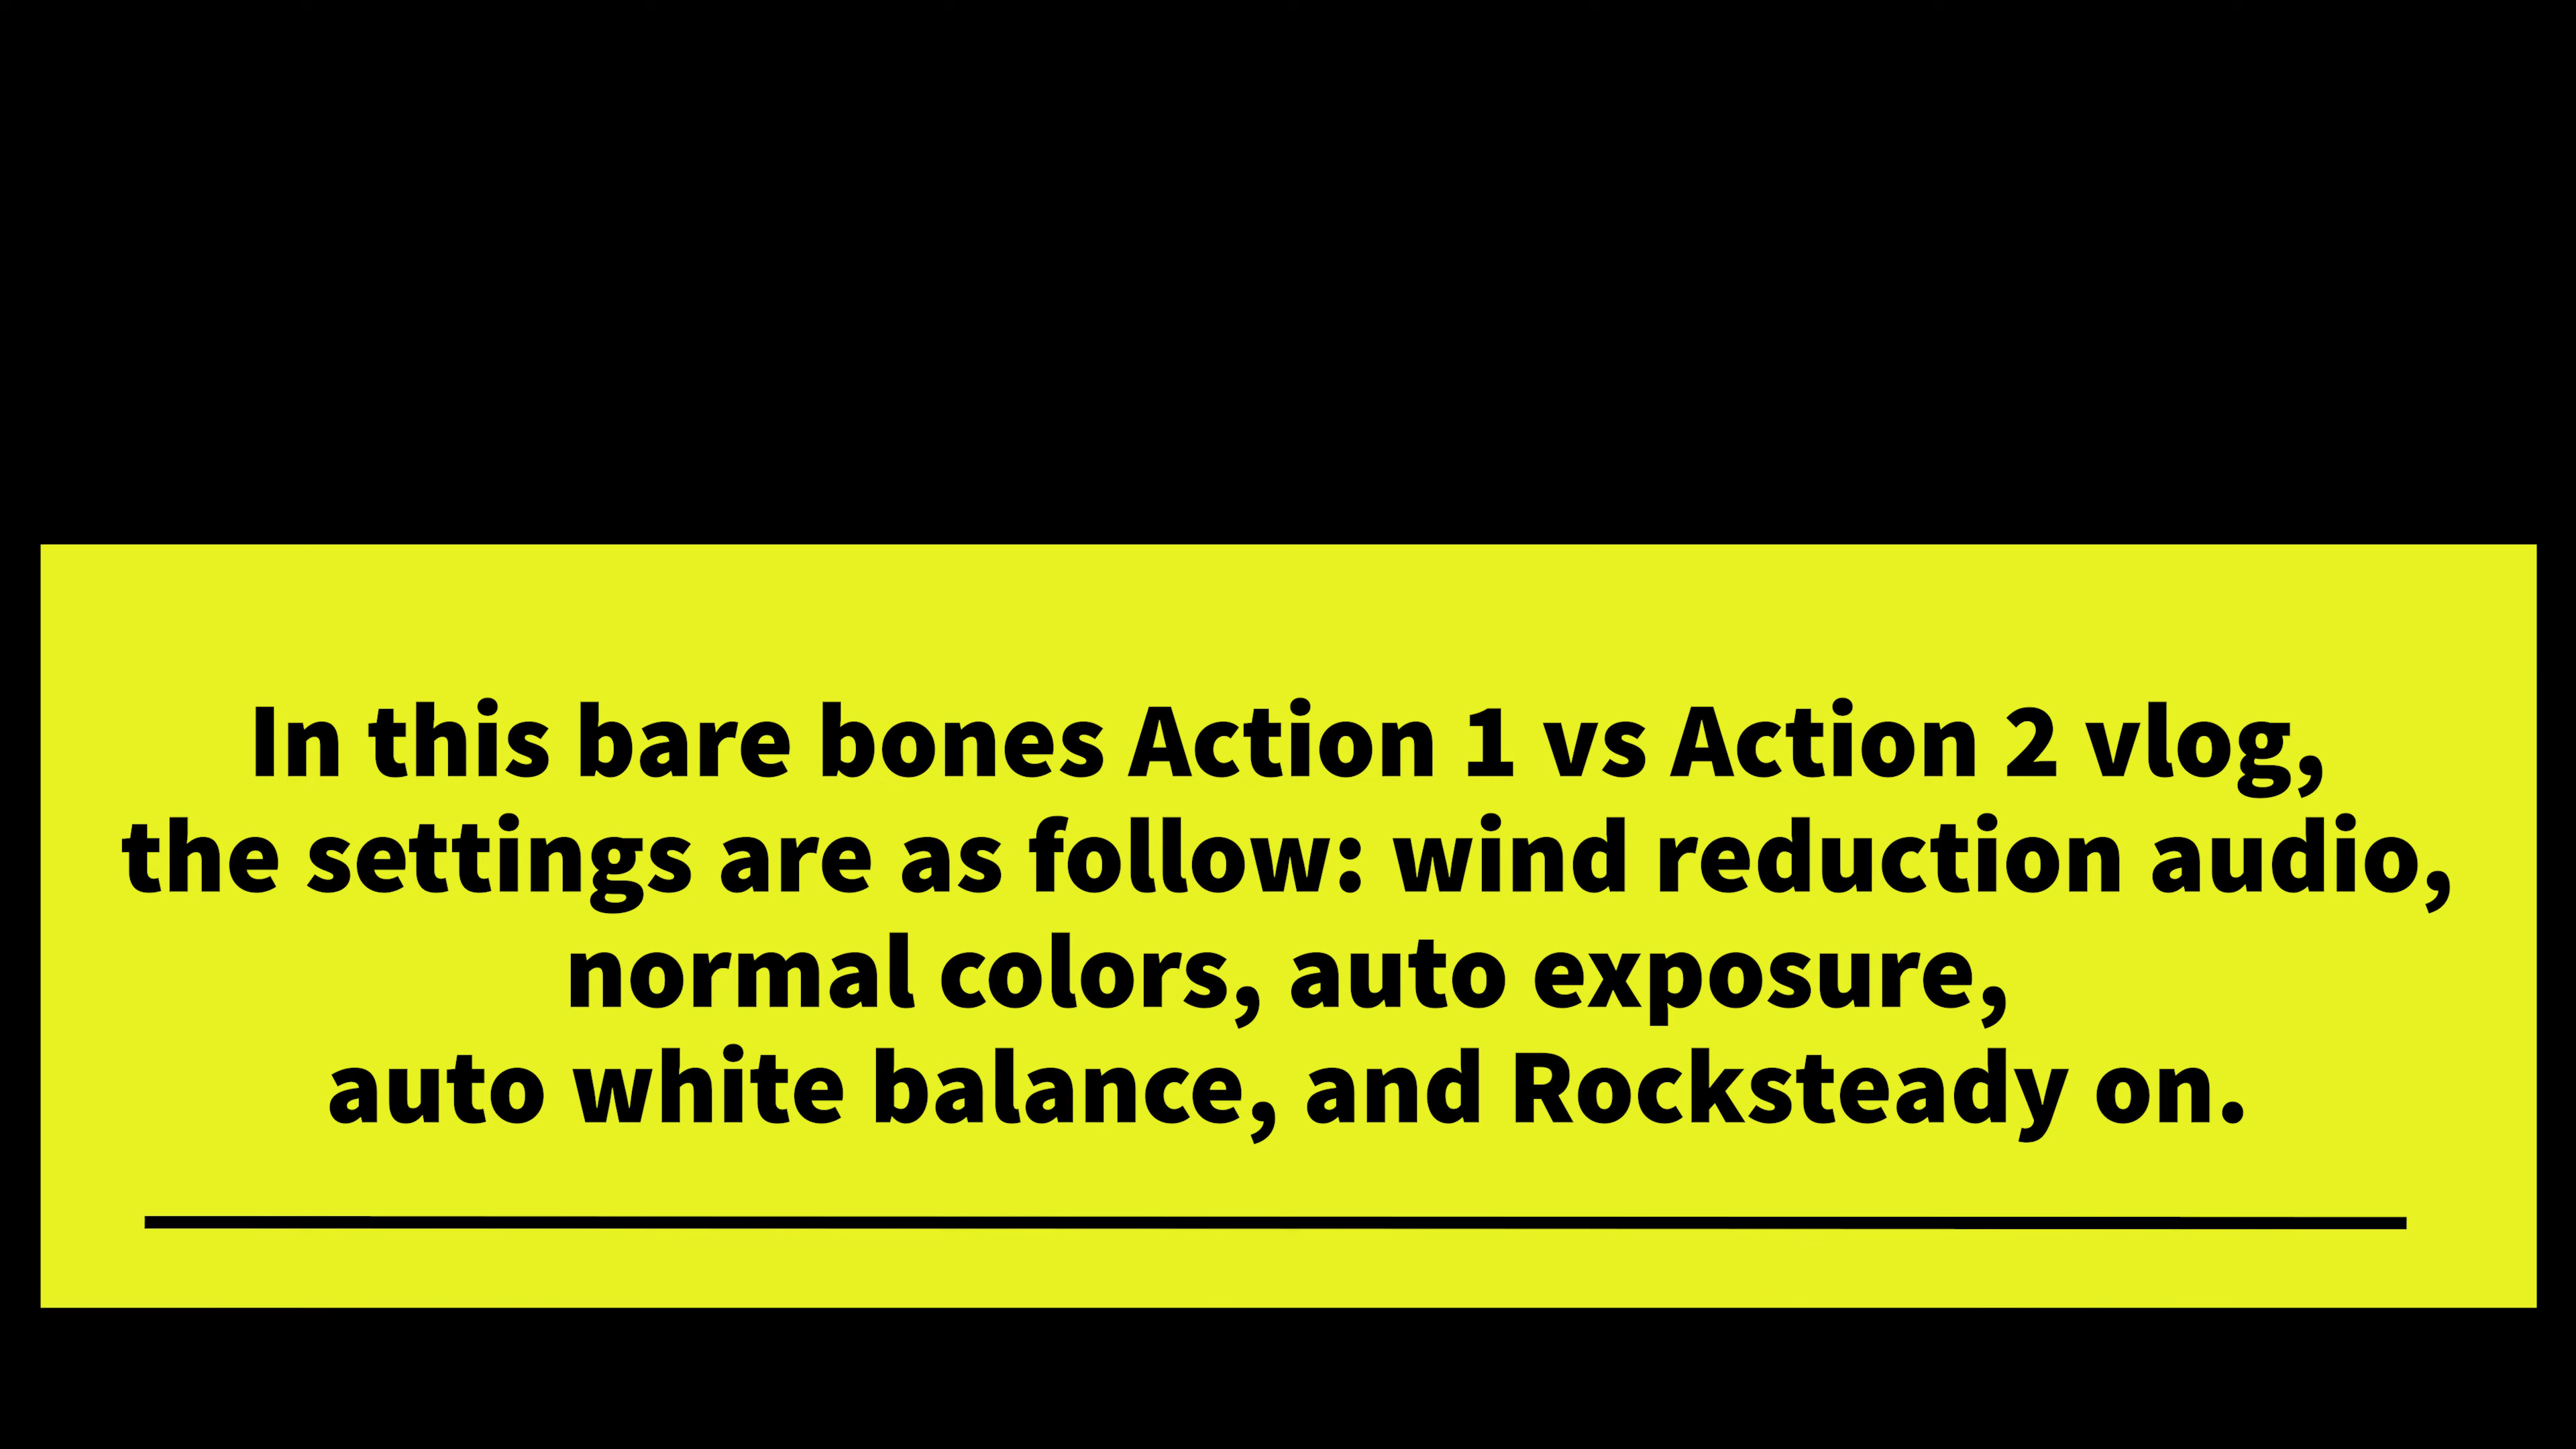 In this bare bones Action 1 vs Action 2 vlog,
the settings are as follow: wind reduction audio,
normal colors, auto exposure,
auto white balance, and Rocksteady on.